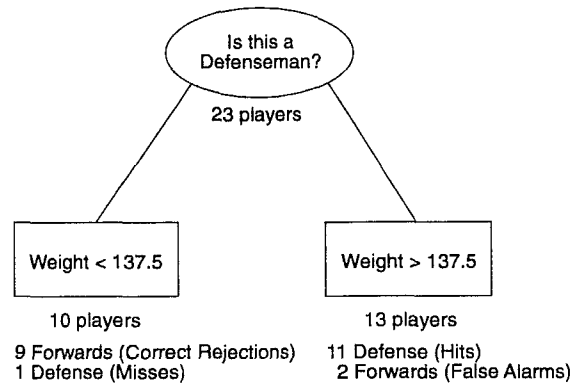 Is this a
Defenseman?
23 players
Weight < 137.5
10 players
9 Forwards (Correct Rejections)
1 Defense (Misses)
Weight > 137.5
13 players
11 Defense (Hits)
2 Forwards (False Alarms)